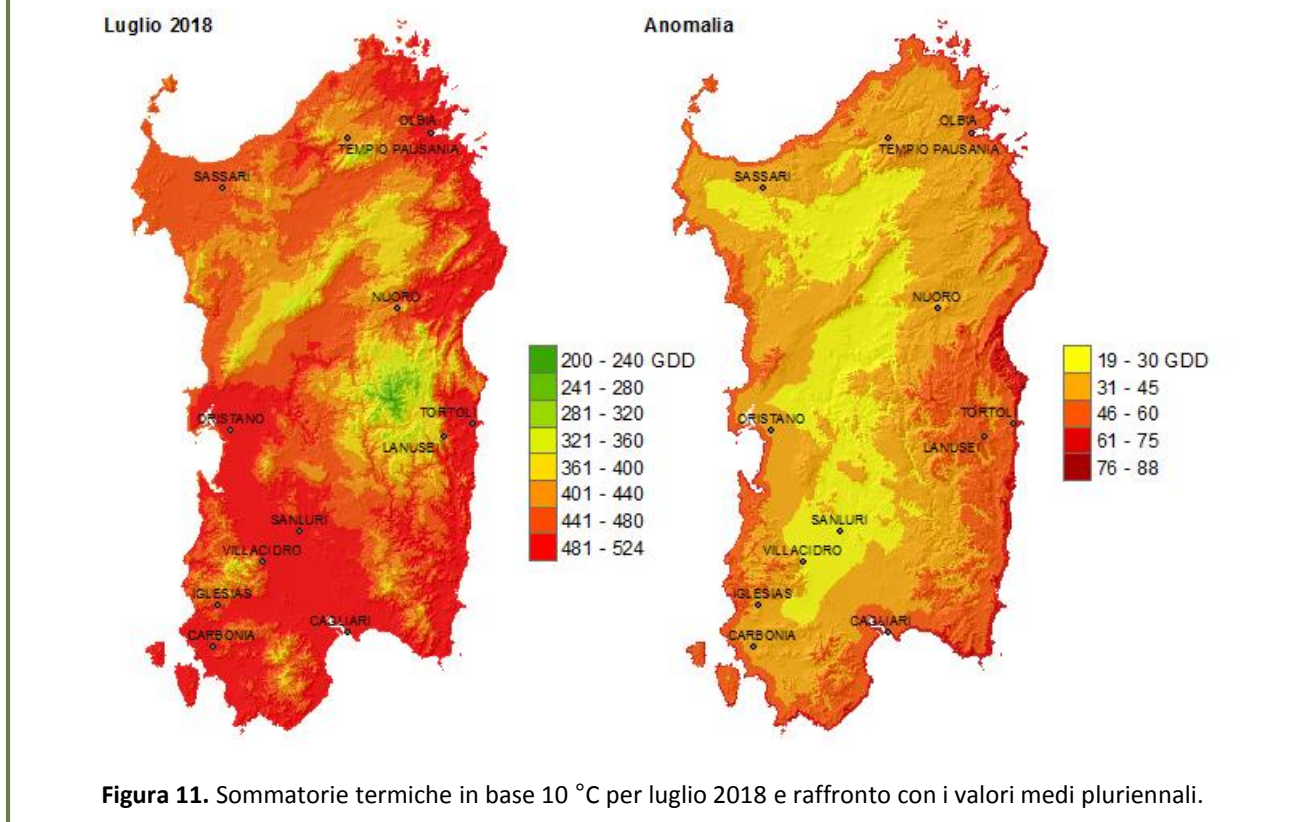 Luglio 2018
Anomalia
OLBIA
TEMPIO PAUSANIA
SASSARI
NUORO
ORISTANO
TORTOLI
LANUSEI
SANLURI
VILLACIDRO
IGLESIAS
CAGLIARI
CARBONIA
200 - 240 GDD
241 - 280
281 - 320
321 - 360
361 - 400
401 - 440
441 - 480
481 - 524
OLBIA
TEMPIO PAUSANIA
SASSARI
NUORO
ORISTANO
TORTOLI
LANUSEI
SANLURI
VILLACIDRO
IGLESIAS
CAGLIARI
CARBONIA
19 - 30 GDD
31 - 45
46 - 60
61 - 75
76 - 88
Figura 11. Sommatorie termiche in base 10 °C per luglio 2018 e raffronto con i valori medi pluriennali.